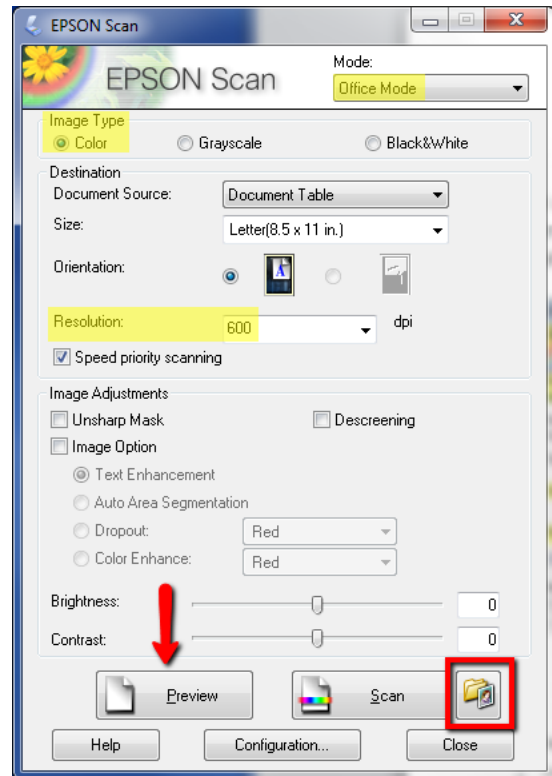 EPSON Scan
EPSON Scan
Mode:
Office Mode
Image Type
Color Grayscale Black&White
Destination
Document Source: Document Table
Size: Letter(8.5 x 11 in.)
Orientation:
A
Resolution: 600 dpi
Speed priority scanning
Image Adjustments
Unsharp Mask Descreening
Image Option
Text Enhancement
Auto Area Segmentation
Dropout: Red
Color Enhance: Red
Brightness: 0
Contrast: 0
Preview Scan
Help Configuration... Close